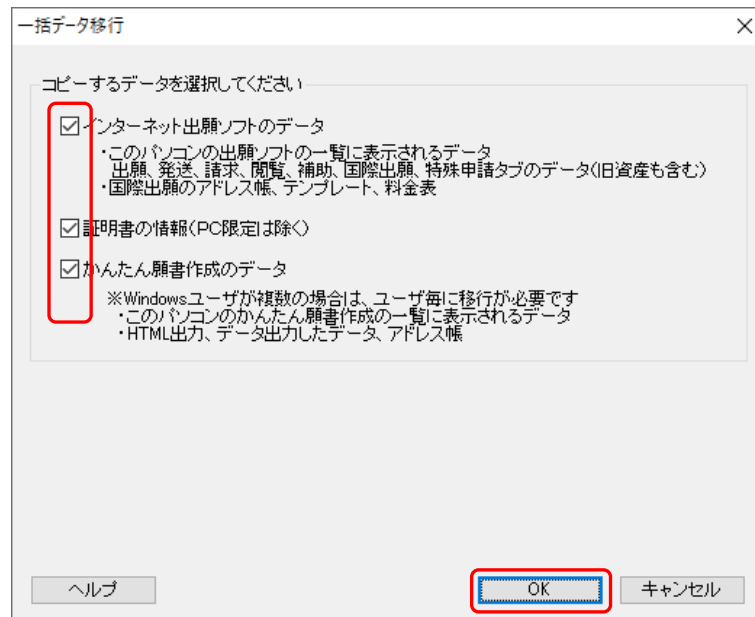 一括データ移行
コピーするデータを選択してください
インターネット出願ソフトのデータ
・このパソコンの出願ソフトの一覧に表示されるデータ
出願、発送、請求、閲覧、補助、国際出願、特殊申請タブのデータ(旧資産も含む)
・国際出願のアドレス帳、テンプレート、料金表
証明書の情報(PC限定は除く)
かんたん願書作成のデータ
※Windowsユーザが複数の場合は、ユーザ毎に移行が必要です
・このパソコンのかんたん願書作成の一覧に表示されるデータ
・HTML出力、データ出力したデータ、アドレス帳
ヘルプ
OK
キャンセル